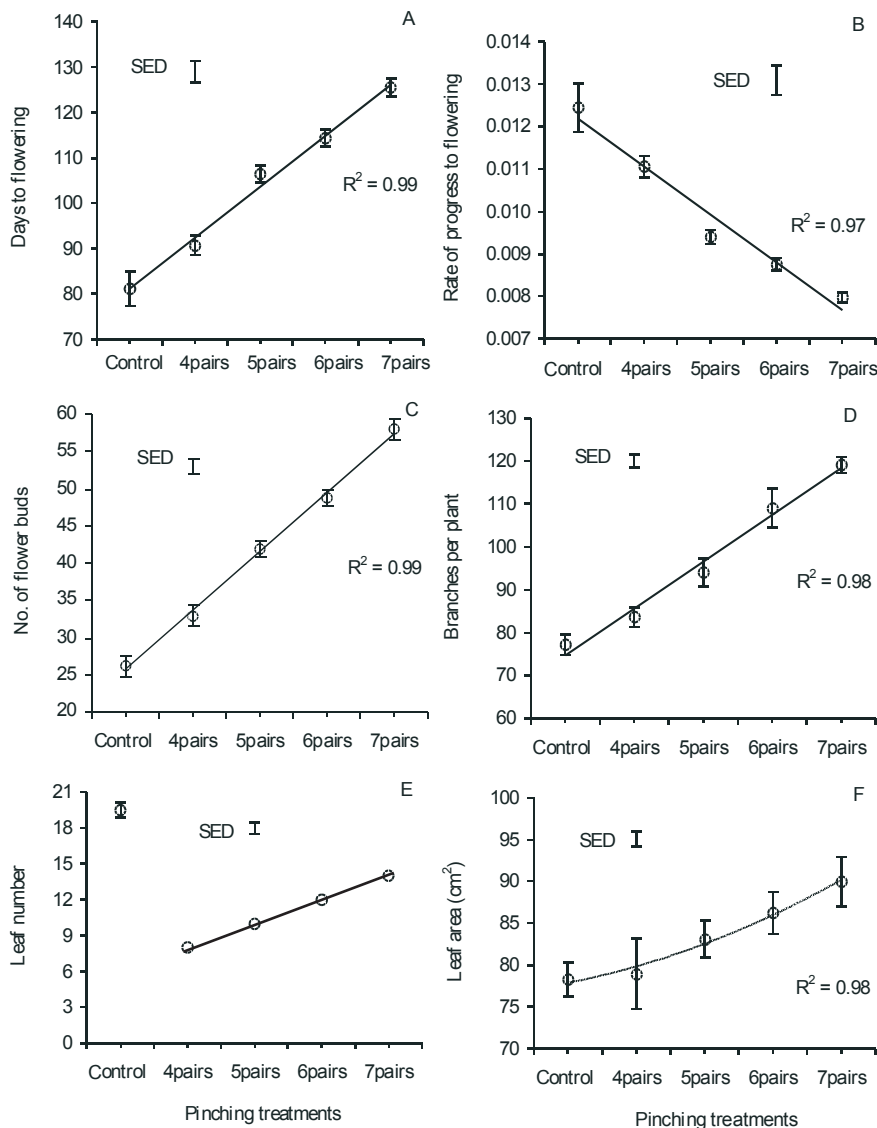 A
Days to flowering
140
130
120
110
100
90
80
70
SED
R² = 0.99
Control 4pairs 5pairs 6pairs 7pairs
B
Rate of progress to flowering
0.014
0.013
0.012
0.011
0.010
0.009
0.008
0.007
SED
R² = 0.97
Control 4pairs 5pairs 6pairs 7pairs
C
No. of flower buds
60
55
50
45
40
35
30
25
20
SED
R² = 0.99
Control 4pairs 5pairs 6pairs 7pairs
D
Branches per plant
130
120
110
100
90
80
70
60
SED
R² = 0.98
Control 4pairs 5pairs 6pairs 7pairs
E
Leaf number
21
18
15
12
9
6
3
0
SED
Control 4pairs 5pairs 6pairs 7pairs
Pinching treatments
F
Leaf area (cm²)
100
95
90
85
80
75
70
SED
R² = 0.98
Control 4pairs 5pairs 6pairs 7pairs
Pinching treatments